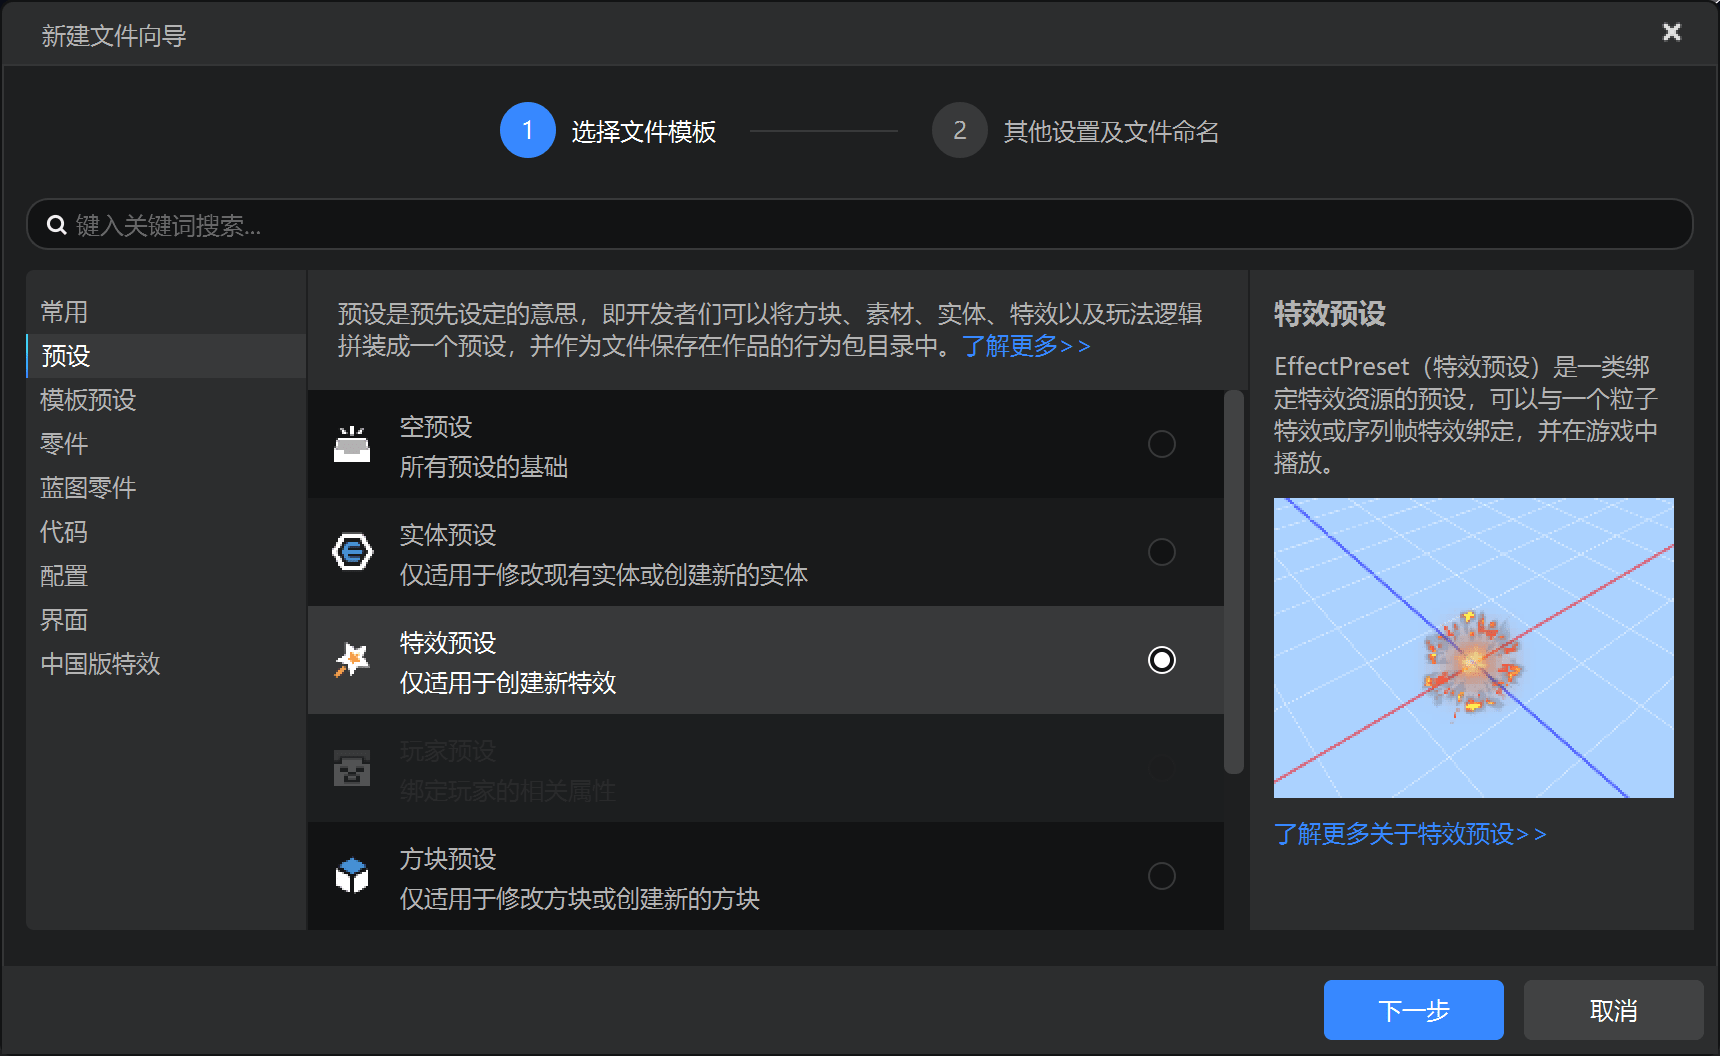 新建文件向导
1 选择文件模板
2 其他设置及文件命名
键入关键词搜索...
常用
预设
模板预设
零件
蓝图零件
代码
配置
界面
中国版特效
预设是预先设定的意思，即开发者们可以将方块、素材、实体、特效以及玩法逻辑
拼装成一个预设，并作为文件保存在作品的行为包目录中。了解更多>>
空预设
所有预设的基础
实体预设
仅适用于修改现有实体或创建新的实体
特效预设
仅适用于创建新特效
玩家预设
绑定玩家的相关属性
方块预设
仅适用于修改方块或创建新的方块
特效预设
EffectPreset（特效预设）是一类绑
定特效资源的预设，可以与一个粒子
特效或序列帧特效绑定，并在游戏中
播放。
了解更多关于特效预设>>
下一步
取消